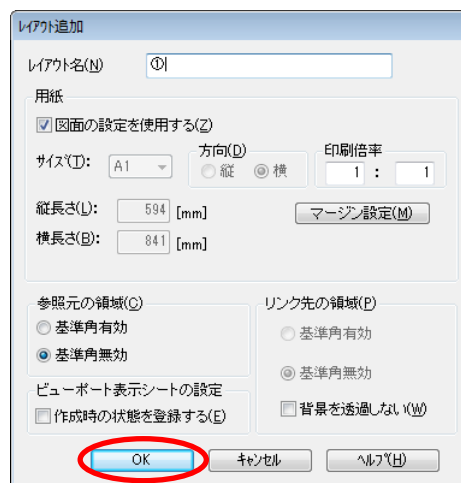 レイアウト追加
レイアウト名(N) ①
用紙
図面の設定を使用する(Z)
サイズ(T): A1 方向(D) 縦 横 印刷倍率 1 : 1
縦長さ(L): 594 [mm] マージン設定(M)
横長さ(B): 841 [mm]
参照元の領域(C) リンク先の領域(P)
基準角有効 基準角有効
基準角無効 基準角無効
ビューポート表示シートの設定
作成時の状態を登録する(E) 背景を透過しない(W)
OK キャンセル ヘルプ(H)